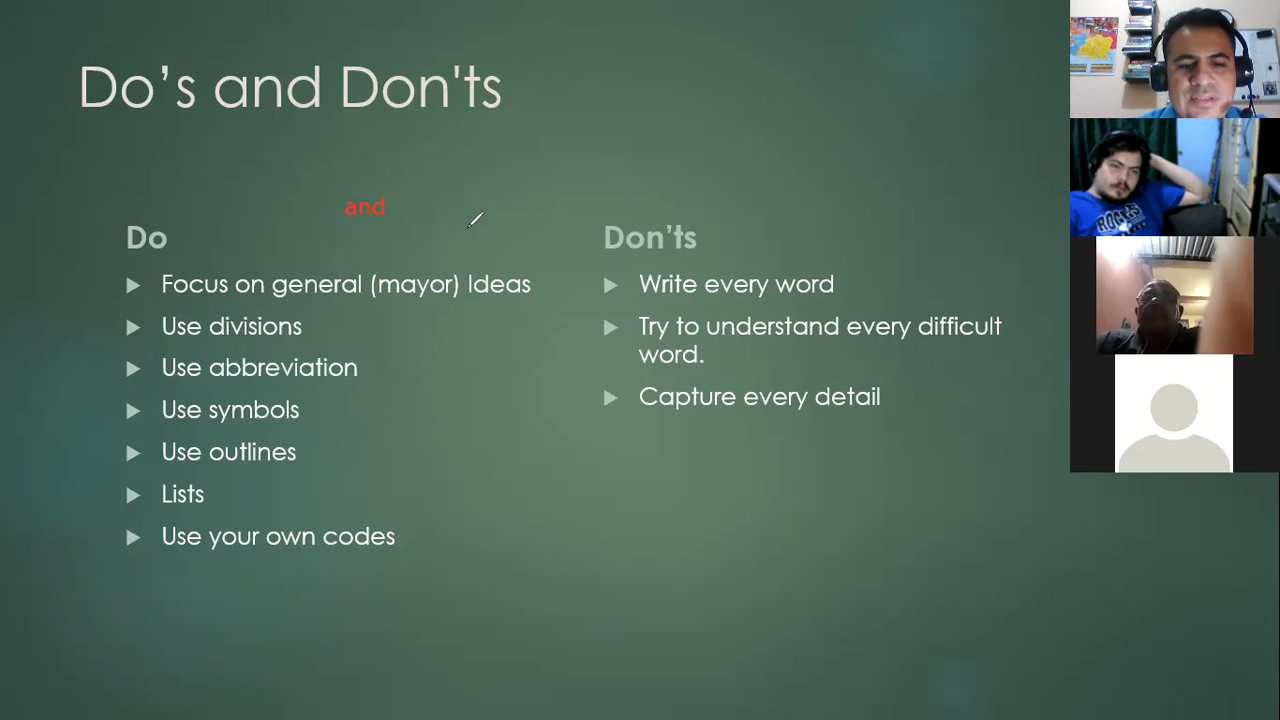 Do’s and Don'ts
and
Do
Focus on general (mayor) Ideas
Use divisions
Use abbreviation
Use symbols
Use outlines
Lists
Use your own codes
Don’ts
Write every word
Try to understand every difficult
word.
Capture every detail